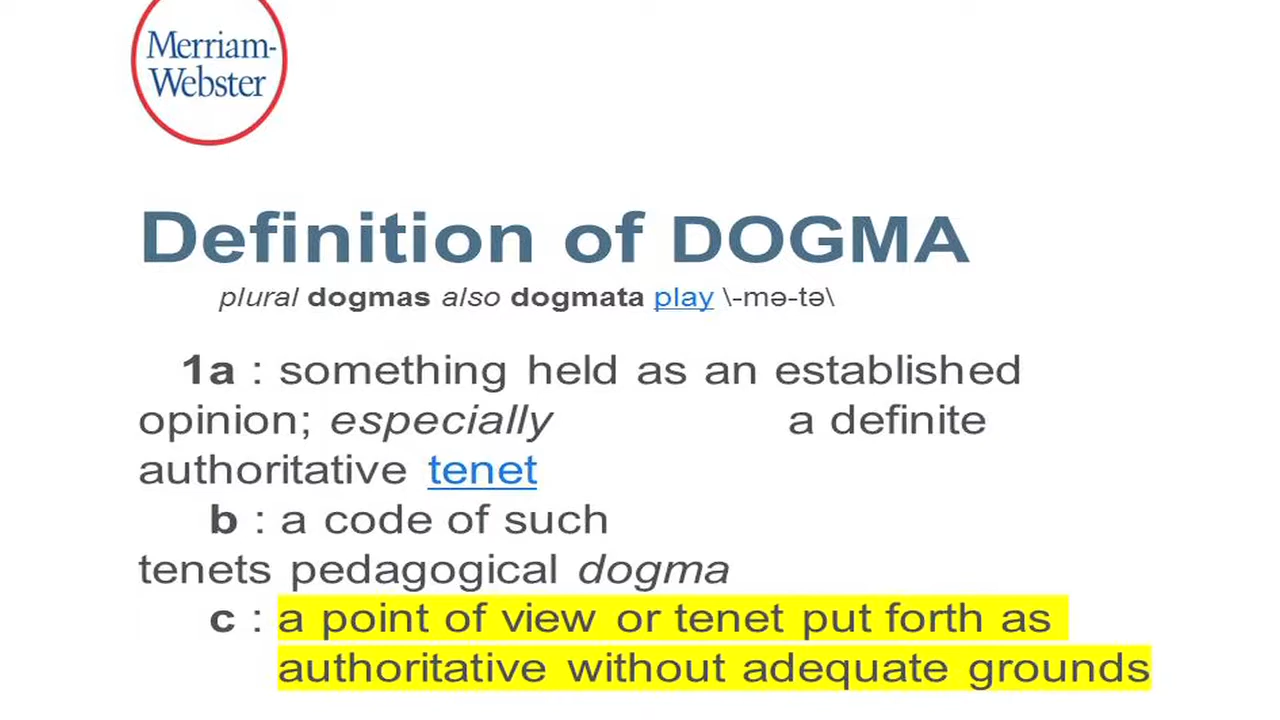 Merriam-
Webster
Definition of DOGMA
plural dogmas also dogmata play \-mə-tə\
1a : something held as an established
opinion; especially a definite
authoritative tenet
b : a code of such
tenets pedagogical dogma
c : a point of view or tenet put forth as
authoritative without adequate grounds